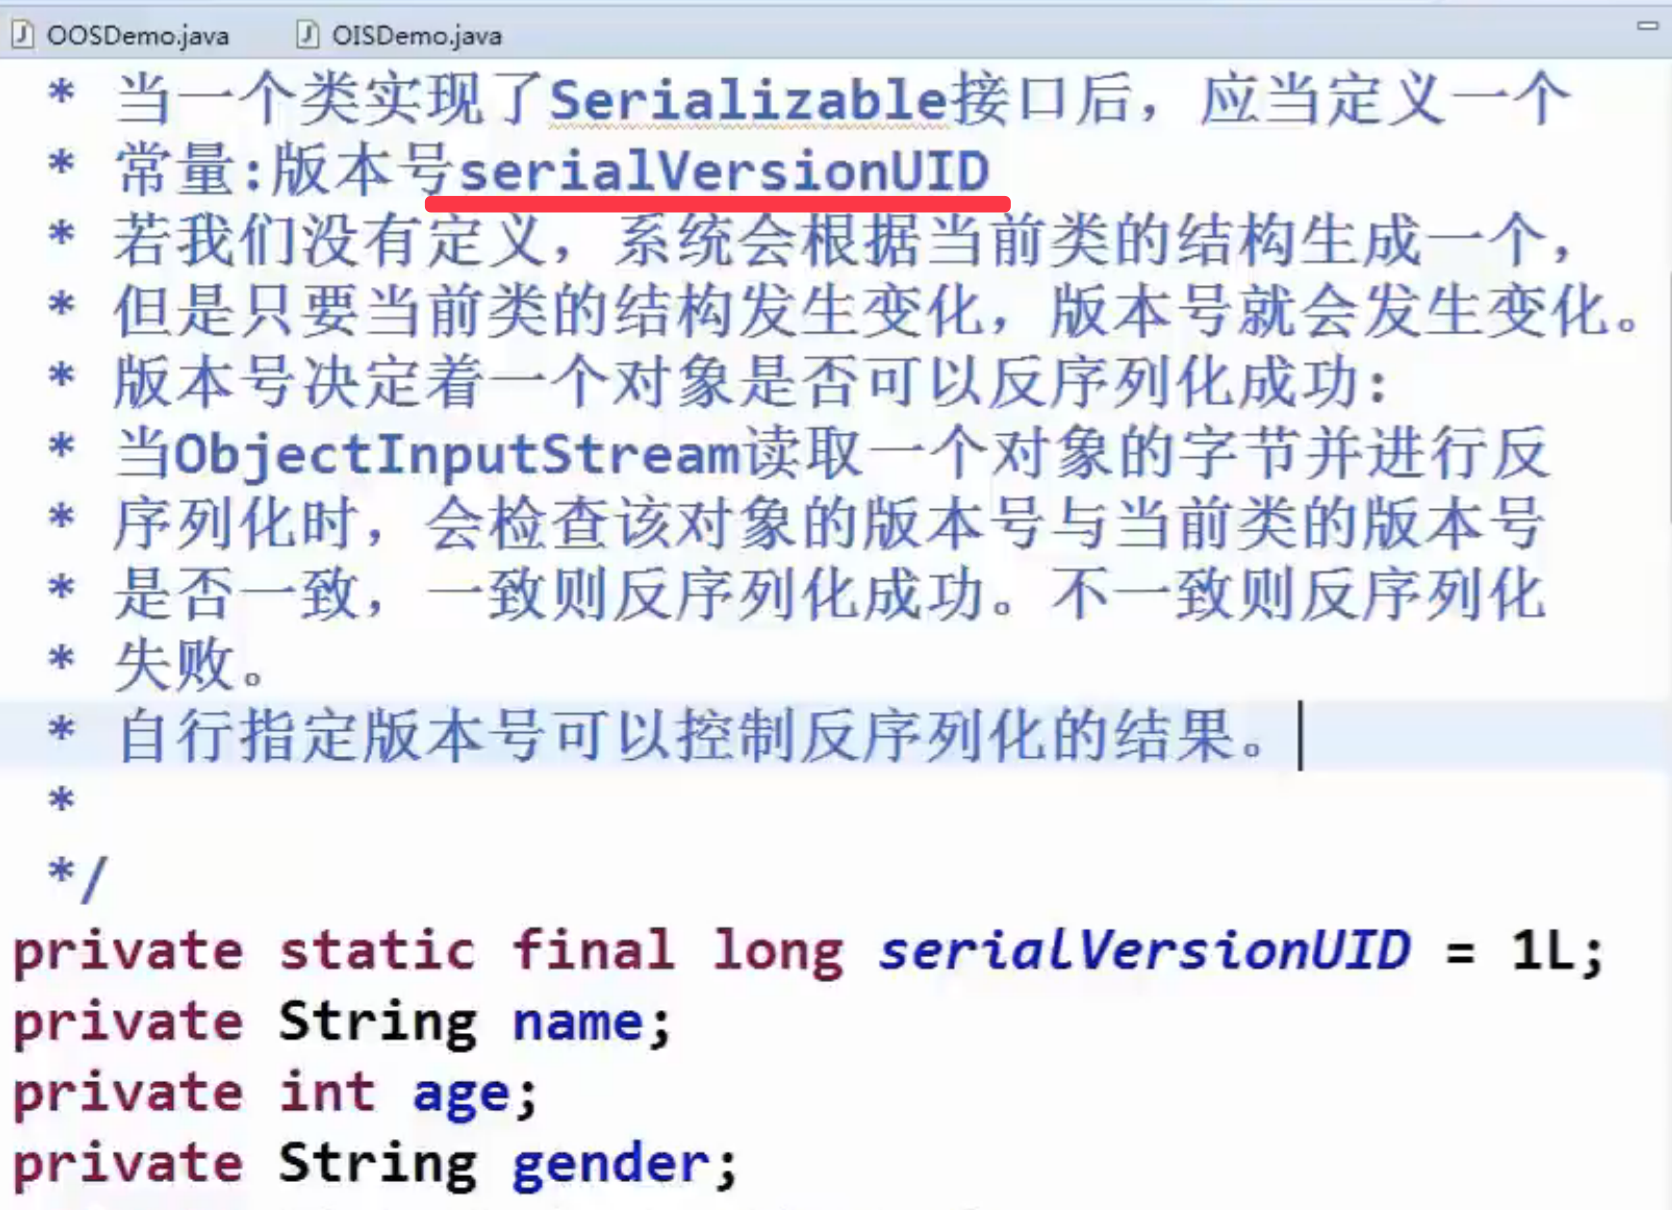 OOSDemo.java OISDemo.java
* 当一个类实现了Serializable接口后，应当定义一个
* 常量:版本号serialVersionUID
* 若我们没有定义，系统会根据当前类的结构生成一个，
* 但是只要当前类的结构发生变化，版本号就会发生变化。
* 版本号决定着一个对象是否可以反序列化成功：
* 当ObjectInputStream读取一个对象的字节并进行反
* 序列化时，会检查该对象的版本号与当前类的版本号
* 是否一致，一致则反序列化成功。不一致则反序列化
* 失败。
* 自行指定版本号可以控制反序列化的结果。
*
*/
private static final long serialVersionUID = 1L;
private String name;
private int age;
private String gender;